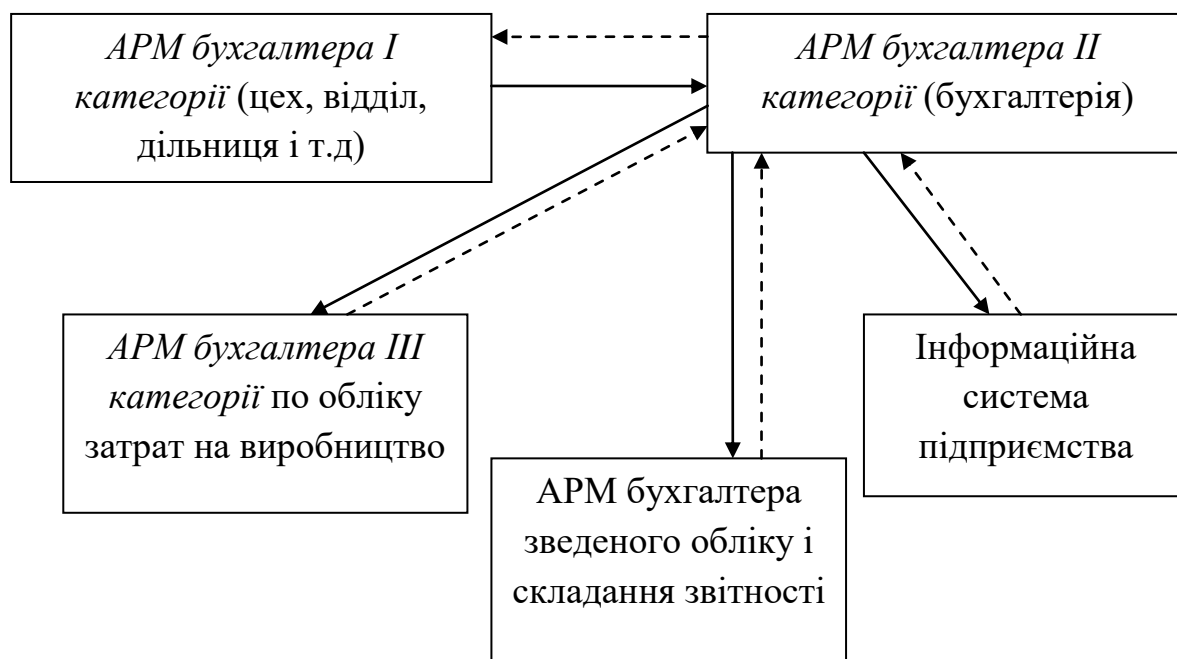 АРМ бухгалтера І
категорії (цех, відділ,
дільниця і т.д)
АРМ бухгалтера ІІ
категорії (бухгалтерія)
АРМ бухгалтера ІІІ
категорії по обліку
затрат на виробництво
АРМ бухгалтера
зведеного обліку і
складання звітності
Інформаційна
система
підприємства